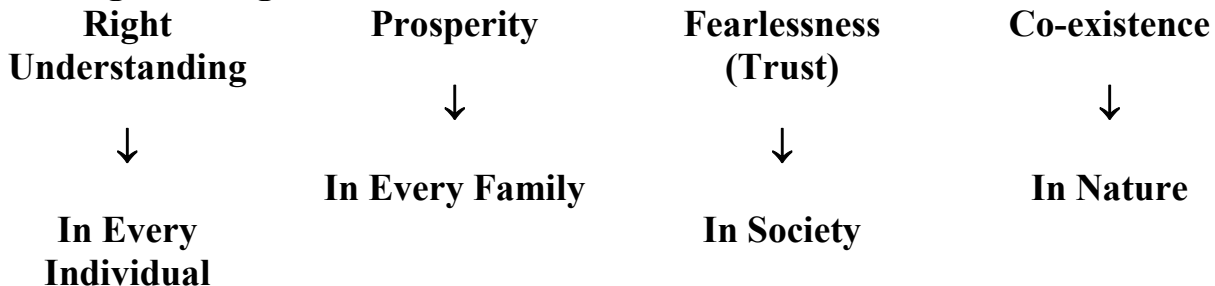 Right Understanding
↓
In Every Individual
Prosperity
↓
In Every Family
Fearlessness (Trust)
↓
In Society
Co-existence
↓
In Nature